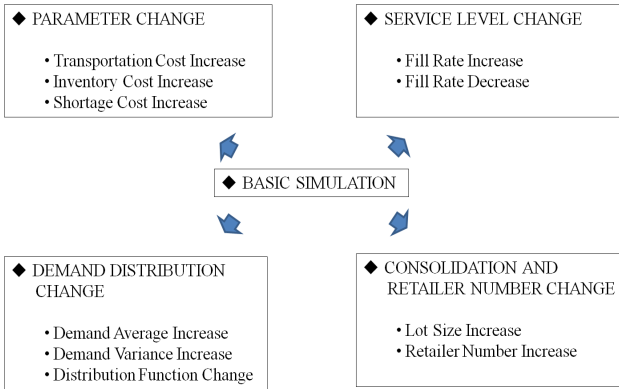 ◆ PARAMETER CHANGE
• Transportation Cost Increase
• Inventory Cost Increase
• Shortage Cost Increase
◆ SERVICE LEVEL CHANGE
• Fill Rate Increase
• Fill Rate Decrease
◆ BASIC SIMULATION
◆ DEMAND DISTRIBUTION
CHANGE
• Demand Average Increase
• Demand Variance Increase
• Distribution Function Change
◆ CONSOLIDATION AND
RETAILER NUMBER CHANGE
• Lot Size Increase
• Retailer Number Increase